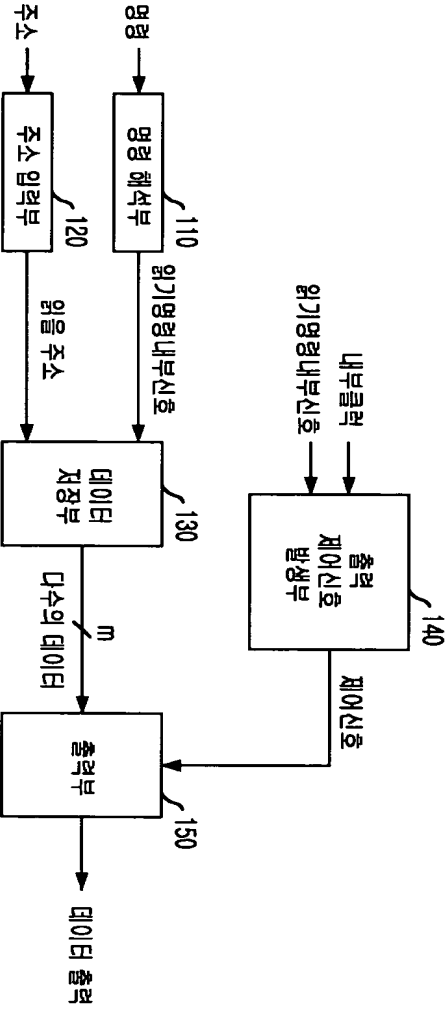 내부클럭
읽기명령내부신호
출력
제어신호
발생부
140
제어신호
명령
명령 해석부
110
읽기명령내부신호
주소
주소 입력부
120
읽을 주소
데이터
저장부
130
m
다수의 데이터
출력부
150
데이터 출력